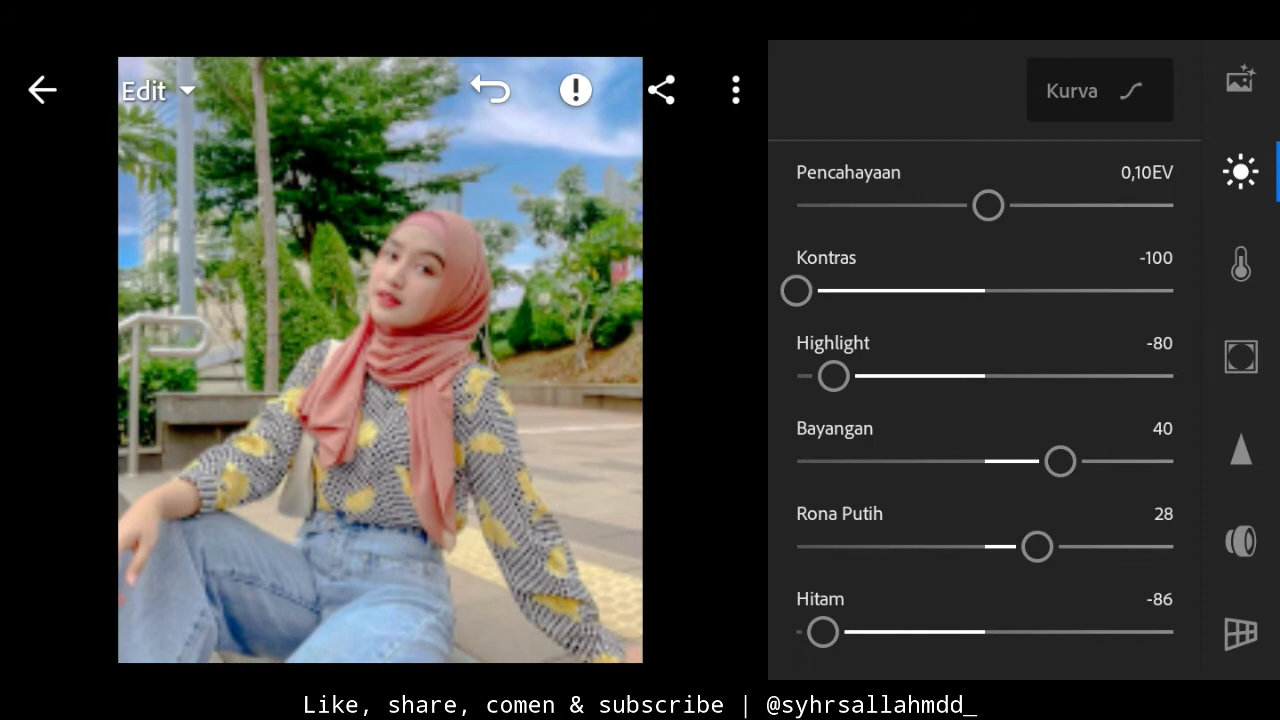 Edit
Kurva
Pencahayaan 0,10EV
Kontras -100
Highlight -80
Bayangan 40
Rona Putih 28
Hitam -86
Like, share, comen & subscribe | @syhrsallahmdd_